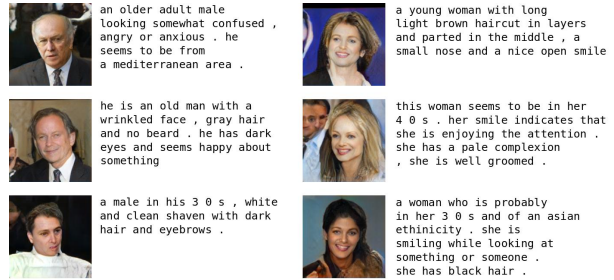 an older adult male
looking somewhat confused ,
angry or anxious . he
seems to be from
a mediterranean area .
a young woman with long
light brown haircut in layers
and parted in the middle , a
small nose and a nice open smile
he is an old man with a
wrinkled face , gray hair
and no beard . he has dark
eyes and seems happy about
something
this woman seems to be in her
4 0 s . her smile indicates that
she is enjoying the attention .
she has a pale complexion
, she is well groomed .
a male in his 3 0 s , white
and clean shaven with dark
hair and eyebrows .
a woman who is probably
in her 3 0 s and of an asian
ethinicity . she is
smiling while looking at
something or someone .
she has black hair .